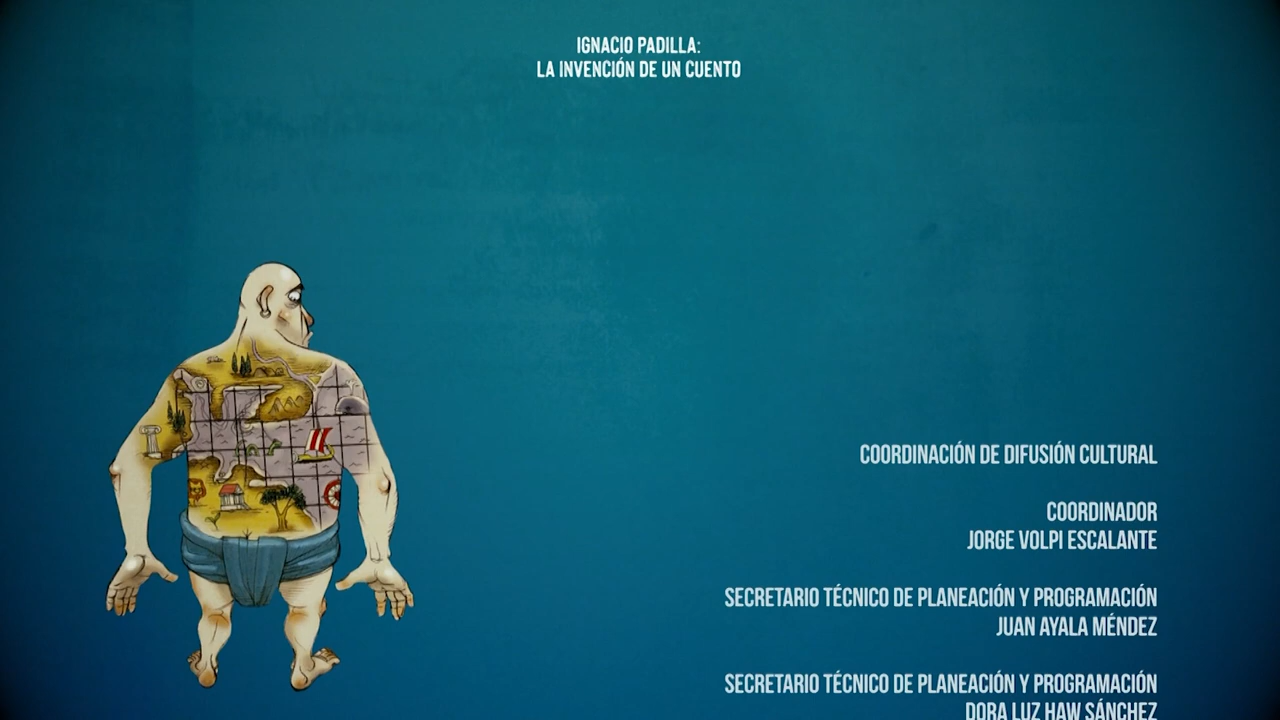 IGNACIO PADILLA:
LA INVENCIÓN DE UN CUENTO
COORDINACIÓN DE DIFUSIÓN CULTURAL
COORDINADOR
JORGE VOLPI ESCALANTE
SECRETARIO TÉCNICO DE PLANEACIÓN Y PROGRAMACIÓN
JUAN AYALA MÉNDEZ
SECRETARIO TÉCNICO DE PLANEACIÓN Y PROGRAMACIÓN
DORA LUZ HAW SÁNCHEZ